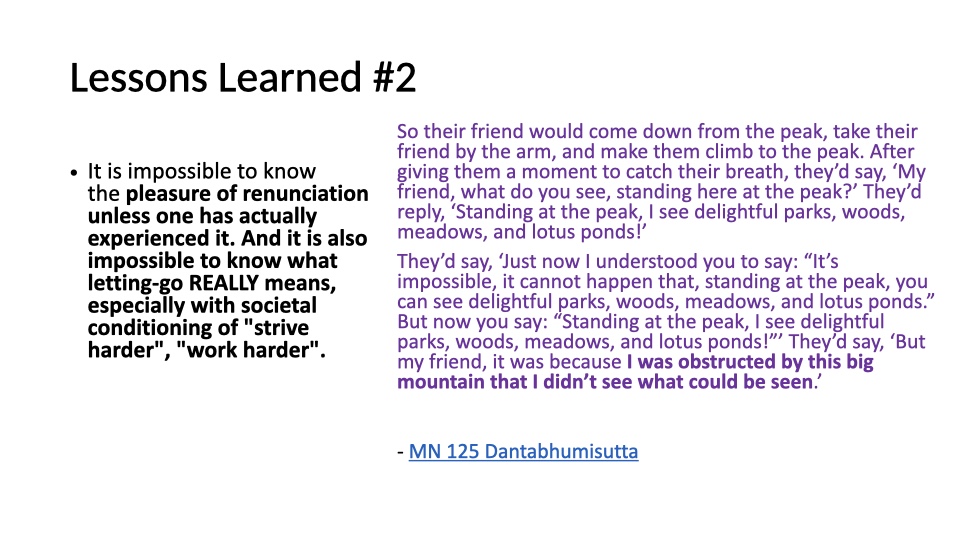 Lessons Learned #2
• It is impossible to know
the pleasure of renunciation
unless one has actually
experienced it. And it is also
impossible to know what
letting-go REALLY means,
especially with societal
conditioning of "strive
harder", "work harder".
So their friend would come down from the peak, take their
friend by the arm, and make them climb to the peak. After
giving them a moment to catch their breath, they’d say, ‘My
friend, what do you see, standing here at the peak?’ They’d
reply, ‘Standing at the peak, I see delightful parks, woods,
meadows, and lotus ponds!’
They’d say, ‘Just now I understood you to say: “It’s
impossible, it cannot happen that, standing at the peak, you
can see delightful parks, woods, meadows, and lotus ponds.”
But now you say: “Standing at the peak, I see delightful
parks, woods, meadows, and lotus ponds!”’ They’d say, ‘But
my friend, it was because I was obstructed by this big
mountain that I didn’t see what could be seen.’
- MN 125 Dantabhumisutta